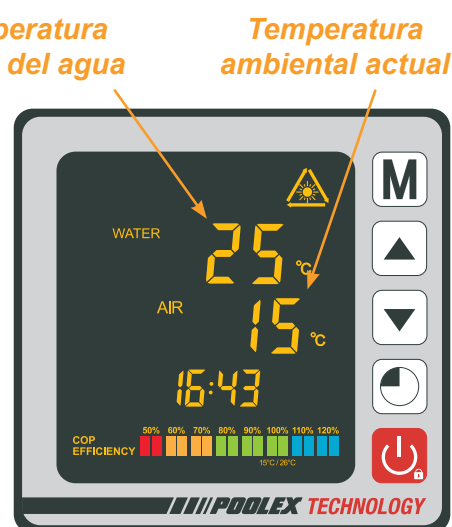 peratura
del agua
Temperatura
ambiental actual
M
WATER
25 °C
AIR
15 °C
16:43
50% 60% 70% 80% 90% 100% 110% 120%
COP
EFFICIENCY
15°C / 26°C
POOLEX TECHNOLOGY